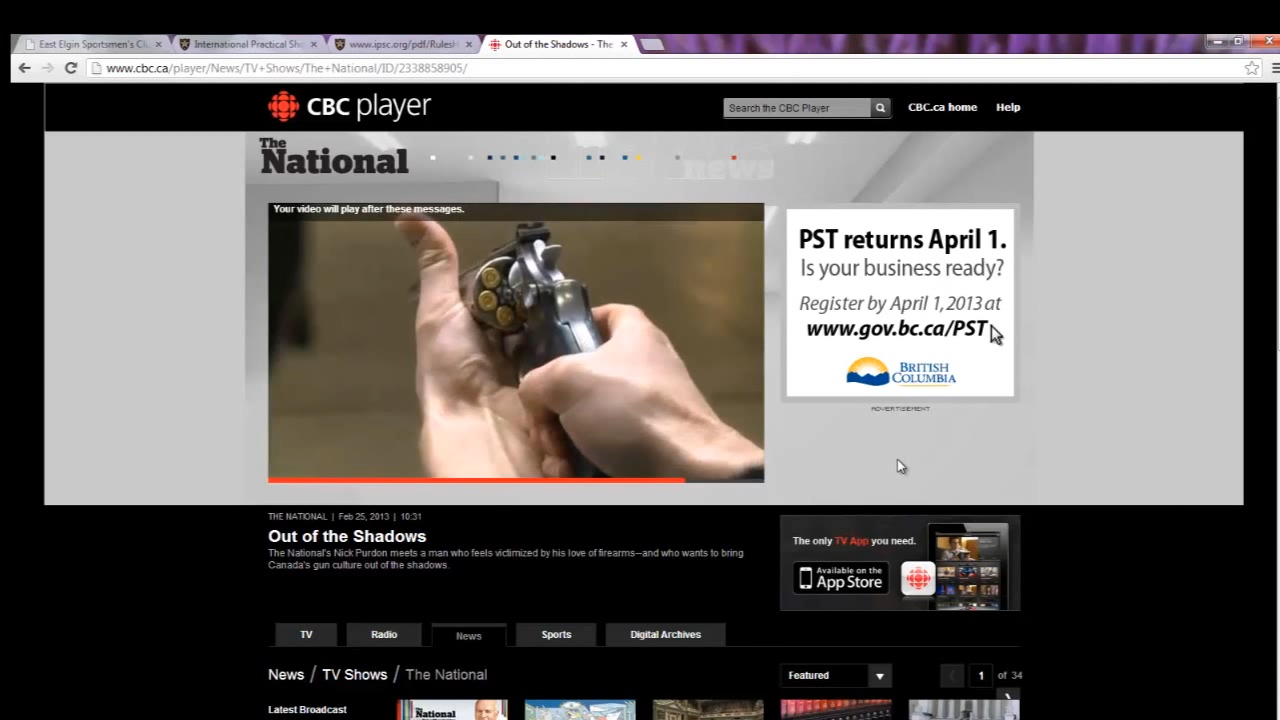 East Elgin Sportsmen's Cl
International Practical Sho
www.ipsc.org/pdf/RulesH
Out of the Shadows - The
www.cbc.ca/player/News/TV+Shows/The+National/ID/2338858905/
CBC player
Search the CBC Player
CBC.ca home
Help
The
National
news
Your video will play after these messages.
PST returns April 1.
Is your business ready?
Register by April 1, 2013 at
www.gov.bc.ca/PST
BRITISH
COLUMBIA
ADVERTISEMENT
THE NATIONAL | Feb 25, 2013 | 10:31
Out of the Shadows
The National's Nick Purdon meets a man who feels victimized by his love of firearms—and who wants to bring
Canada's gun culture out of the shadows.
The only TV App you need.
Available on the
App Store
TV
Radio
News
Sports
Digital Archives
News / TV Shows / The National
Featured
1 of 34
Latest Broadcast
The
National